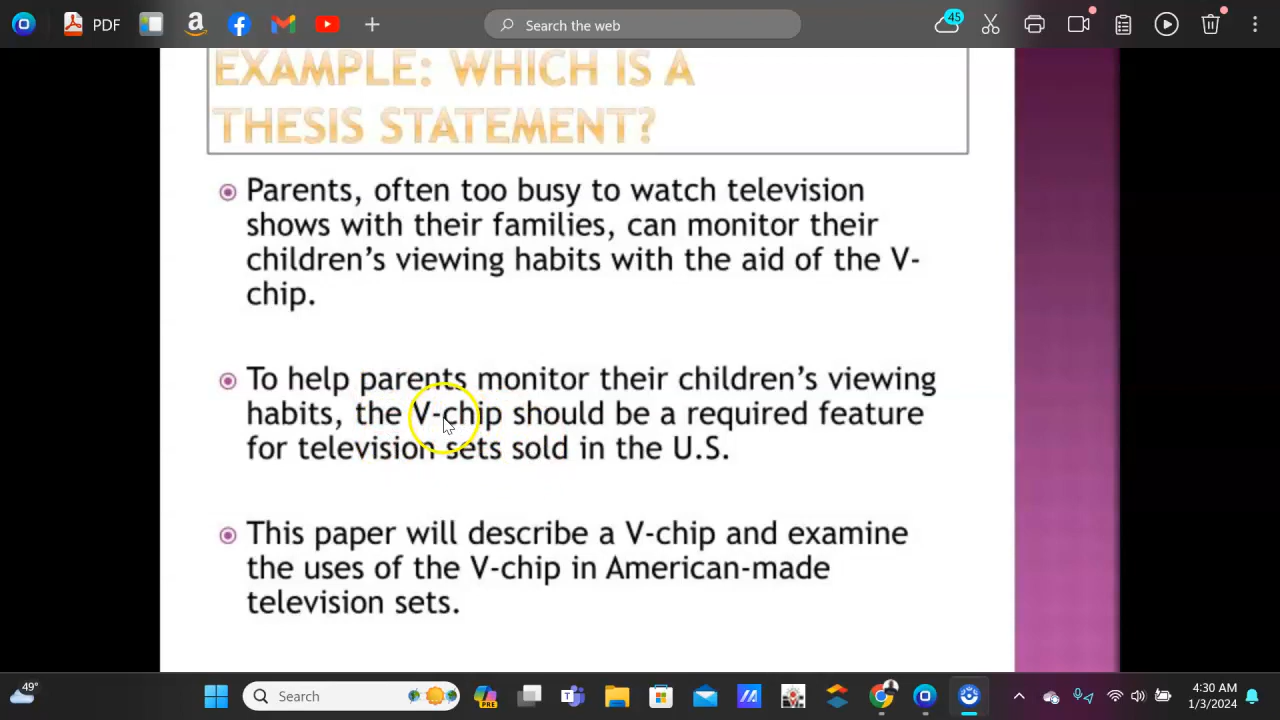 PDF
Search the web
45
EXAMPLE: WHICH IS A
THESIS STATEMENT?
Parents, often too busy to watch television
shows with their families, can monitor their
children's viewing habits with the aid of the V-
chip.
To help parents monitor their children's viewing
habits, the V-chip should be a required feature
for television sets sold in the U.S.
This paper will describe a V-chip and examine
the uses of the V-chip in American-made
television sets.
49°
Search
PRE
4:30 AM
1/3/2024